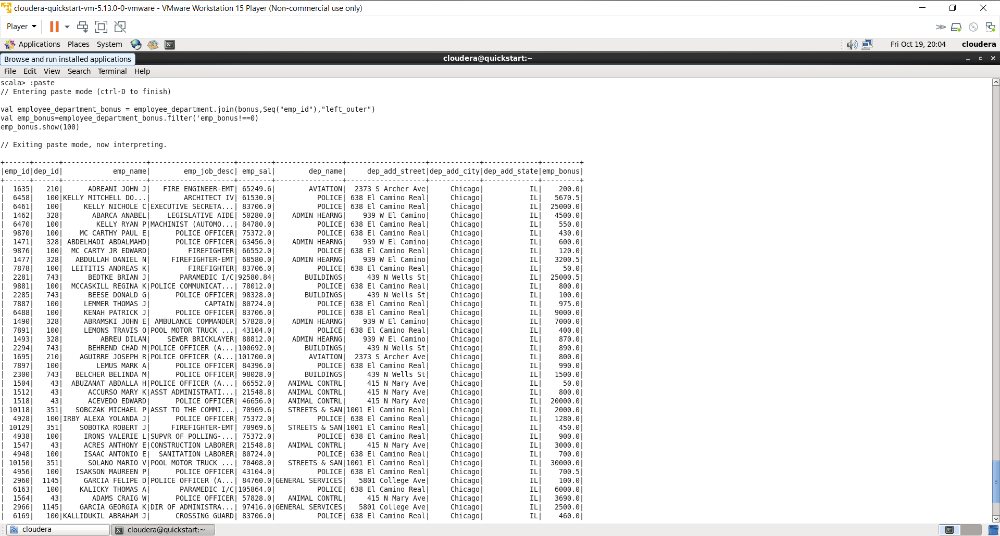 cloudera-quickstart-vm-5.13.0-0-vmware - VMware Workstation 15 Player (Non-commercial use only)
Player
Applications Places System Fri Oct 19, 20:04 cloudera
Browse and run installed applications cloudera@quickstart:~
File Edit View Search Terminal Help
scala> :paste
// Entering paste mode (ctrl-D to finish)
val employee_department_bonus = employee_department.join(bonus,Seq("emp_id"),"left_outer")
val emp_bonus=employee_department_bonus.filter('emp_bonus!==0)
emp_bonus.show(100)
// Exiting paste mode, now interpreting.
+------+------+--------------------+--------------------+--------+----------------+-------------------+------------+-------------+---------+
|emp_id|dep_id|            emp_name|        emp_job_desc| emp_sal|        dep_name|     dep_add_street|dep_add_city|dep_add_state|emp_bonus|
+------+------+--------------------+--------------------+--------+----------------+-------------------+------------+-------------+---------+
|  1635|   210|      ADREANI JOHN J|   FIRE ENGINEER-EMT| 65249.6|        AVIATION|  2373 S Archer Ave|     Chicago|           IL|    200.0|
|  6458|   100|KELLY MITCHELL DO...|        ARCHITECT IV| 61530.0|          POLICE| 638 El Camino Real|     Chicago|           IL|   5670.5|
|  6461|   100|     KELLY NICHOLE C|EXECUTIVE SECRETA...| 83706.0|          POLICE| 638 El Camino Real|     Chicago|           IL|  25000.0|
|  1462|   328|       ABARCA ANABEL|    LEGISLATIVE AIDE| 50280.0|    ADMIN HEARNG|    939 W El Camino|     Chicago|           IL|   4500.0|
|  6470|   100|        KELLY RYAN P|MACHINIST (AUTOMO...| 84780.0|          POLICE| 638 El Camino Real|     Chicago|           IL|    550.0|
|  9870|   100|    MC CARTHY PAUL E|      POLICE OFFICER| 75372.0|          POLICE| 638 El Camino Real|     Chicago|           IL|    430.0|
|  1471|   328| ABDELHADI ABDALMAHD|      POLICE OFFICER| 63456.0|    ADMIN HEARNG|    939 W El Camino|     Chicago|           IL|    600.0|
|  9876|   100|  MC CARTY JR EDWARD|         FIREFIGHTER| 66552.0|          POLICE| 638 El Camino Real|     Chicago|           IL|    120.0|
|  1477|   328|   ABDULLAH DANIEL N|     FIREFIGHTER-EMT| 68580.0|    ADMIN HEARNG|    939 W El Camino|     Chicago|           IL|   3200.5|
|  7878|   100|  LEITITIS ANDREAS K|         FIREFIGHTER| 83706.0|          POLICE| 638 El Camino Real|     Chicago|           IL|     50.0|
|  2281|   743|      BEDTKE BRIAN J|       PARAMEDIC I/C|92580.84|       BUILDINGS|     439 N Wells St|     Chicago|           IL|  25000.5|
|  9881|   100|  MCCASKILL REGINA K|POLICE COMMUNICAT...| 78012.0|          POLICE| 638 El Camino Real|     Chicago|           IL|    800.0|
|  2285|   743|      BEESE DONALD G|      POLICE OFFICER| 98328.0|       BUILDINGS|     439 N Wells St|     Chicago|           IL|    100.0|
|  7887|   100|     LEMMER THOMAS J|             CAPTAIN| 80724.0|          POLICE| 638 El Camino Real|     Chicago|           IL|    975.0|
|  6488|   100|     KENAH PATRICK J|      POLICE OFFICER| 83706.0|          POLICE| 638 El Camino Real|     Chicago|           IL|   9000.0|
|  1490|   328|     ABRAMSKI JOHN E| AMBULANCE COMMANDER| 57828.0|    ADMIN HEARNG|    939 W El Camino|     Chicago|           IL|   7000.0|
|  7891|   100|     LEMONS TRAVIS O|POOL MOTOR TRUCK ...| 43104.0|          POLICE| 638 El Camino Real|     Chicago|           IL|    400.0|
|  1493|   328|         ABREU DILAN|    SEWER BRICKLAYER| 88812.0|    ADMIN HEARNG|    939 W El Camino|     Chicago|           IL|    870.0|
|  2294|   743|      BEHREND CHAD M|POLICE OFFICER (A...|100692.0|       BUILDINGS|     439 N Wells St|     Chicago|           IL|    890.0|
|  1695|   210|    AGUIRRE JOSEPH R|POLICE OFFICER (A...|101700.0|        AVIATION|  2373 S Archer Ave|     Chicago|           IL|    800.0|
|  7897|   100|        LEMUS MARK A|      POLICE OFFICER| 84396.0|          POLICE| 638 El Camino Real|     Chicago|           IL|    990.0|
|  2300|   743|   BELCHER BELINDA M|      POLICE OFFICER| 98028.0|       BUILDINGS|     439 N Wells St|     Chicago|           IL|   1500.0|
|  1504|    43|  ABUZANAT ABDALLA H|POLICE OFFICER (A...| 66552.0|   ANIMAL CONTRL|     415 N Mary Ave|     Chicago|           IL|     50.0|
|  1512|    43|      ACCURSO MARY K|ASST ADMINISTRATI...| 21548.8|   ANIMAL CONTRL|     415 N Mary Ave|     Chicago|           IL|    800.0|
|  1518|    43|      ACEVEDO EDWARD|      POLICE OFFICER| 46656.0|   ANIMAL CONTRL|     415 N Mary Ave|     Chicago|           IL|  20000.0|
| 10118|   351|   SOBCZAK MICHAEL P|ASST TO THE COMMI...| 70969.6|   STREETS & SAN|1001 El Camino Real|     Chicago|           IL|   2000.0|
|  4928|   100|IRBY ALEXA YOLANDA J|      POLICE OFFICER| 75372.0|          POLICE| 638 El Camino Real|     Chicago|           IL|   1280.0|
| 10129|   351|    SOBOTKA ROBERT J|     FIREFIGHTER-EMT| 70969.6|   STREETS & SAN|1001 El Camino Real|     Chicago|           IL|    450.0|
|  4938|   100|     IRONS VALERIE L|SUPVR OF POLLING-...| 75372.0|          POLICE| 638 El Camino Real|     Chicago|           IL|    900.0|
|  1547|    43|     ACRES ANTHONY E|CONSTRUCTION LABORER| 21548.8|   ANIMAL CONTRL|     415 N Mary Ave|     Chicago|           IL|   3000.0|
|  4948|   100|     ISAAC ANTONIO E|  SANITATION LABORER| 80724.0|          POLICE| 638 El Camino Real|     Chicago|           IL|    700.0|
| 10150|   351|      SOLANO MARIO V|POOL MOTOR TRUCK ...| 70408.0|   STREETS & SAN|1001 El Camino Real|     Chicago|           IL|  30000.0|
|  4956|   100|   ISAKSON MAUREEN P|      POLICE OFFICER| 43104.0|          POLICE| 638 El Camino Real|     Chicago|           IL|    700.5|
|  2960|  1145|     GARCIA FELIPE D|POLICE OFFICER (A...| 84760.0|GENERAL SERVICES|   5801 College Ave|     Chicago|           IL|    100.0|
|  6163|   100|    KALICKY THOMAS A|       PARAMEDIC I/C|105864.0|          POLICE| 638 El Camino Real|     Chicago|           IL|   6000.0|
|  1564|    43|       ADAMS CRAIG W|      POLICE OFFICER| 57828.0|   ANIMAL CONTRL|     415 N Mary Ave|     Chicago|           IL|   3690.0|
|  2966|  1145|    GARCIA GEORGIA K|DIR OF ADMINISTRA...| 97416.0|GENERAL SERVICES|   5801 College Ave|     Chicago|           IL|   2500.0|
|  6169|   100|KALLIDUKIL ABRAHAM J|      CROSSING GUARD| 83706.0|          POLICE| 638 El Camino Real|     Chicago|           IL|    460.0|
cloudera cloudera@quickstart:~